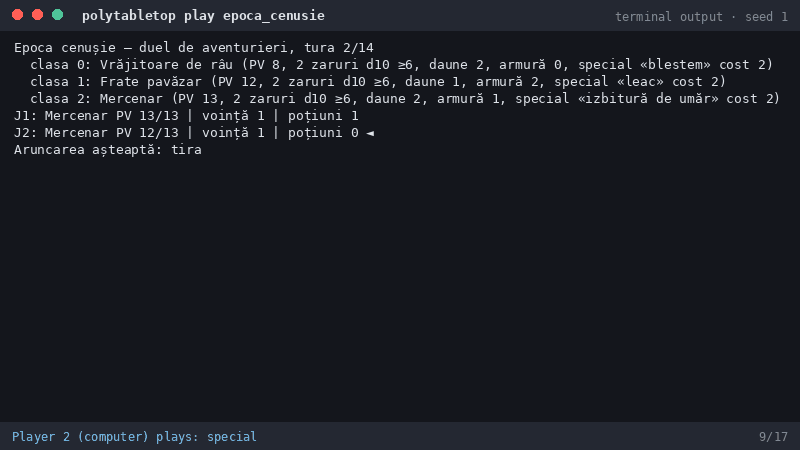 polytabletop play epoca_cenusie
terminal output · seed 1
Epoca cenușie — duel de aventurieri, tura 2/14
clasa 0: Vrăjitoare de râu (PV 8, 2 zaruri d10 ≥6, daune 2, armură 0, special «blestem» cost 2)
clasa 1: Frate pavăzar (PV 12, 2 zaruri d10 ≥6, daune 1, armură 2, special «leac» cost 2)
clasa 2: Mercenar (PV 13, 2 zaruri d10 ≥6, daune 2, armură 1, special «izbitură de umăr» cost 2)
J1: Mercenar PV 13/13 | voință 1 | poțiuni 1
J2: Mercenar PV 12/13 | voință 1 | poțiuni 0 ◄
Aruncarea așteaptă: tira
Player 2 (computer) plays: special
9/17